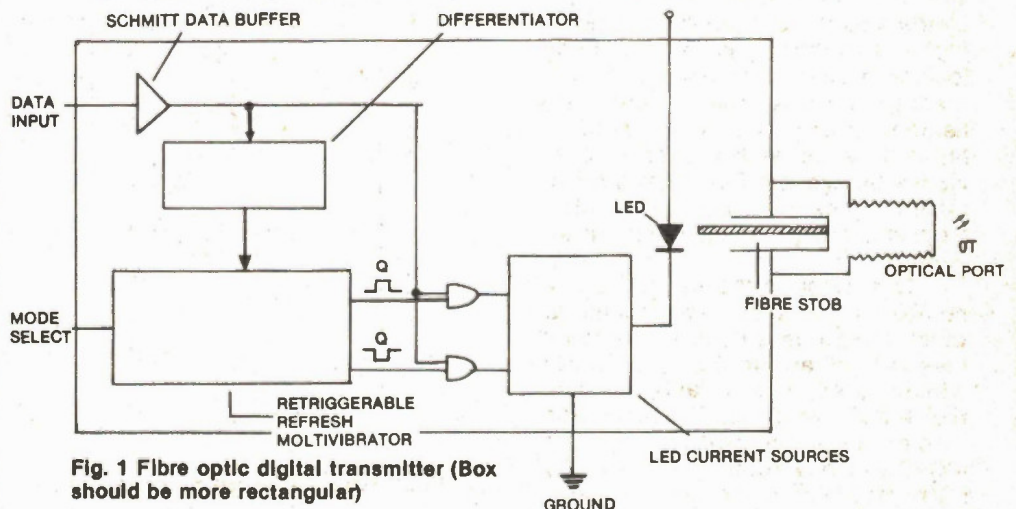 SCHMITT DATA BUFFER
DIFFERENTIATOR
DATA
INPUT
LED
OPTICAL PORT
FIBRE STOB
MODE
SELECT
Q
Q
RETRIGGERABLE
REFRESH
MOLTIVIBRATOR
LED CURRENT SOURCES
GROUND
Fig. 1 Fibre optic digital transmitter (Box
should be more rectangular)